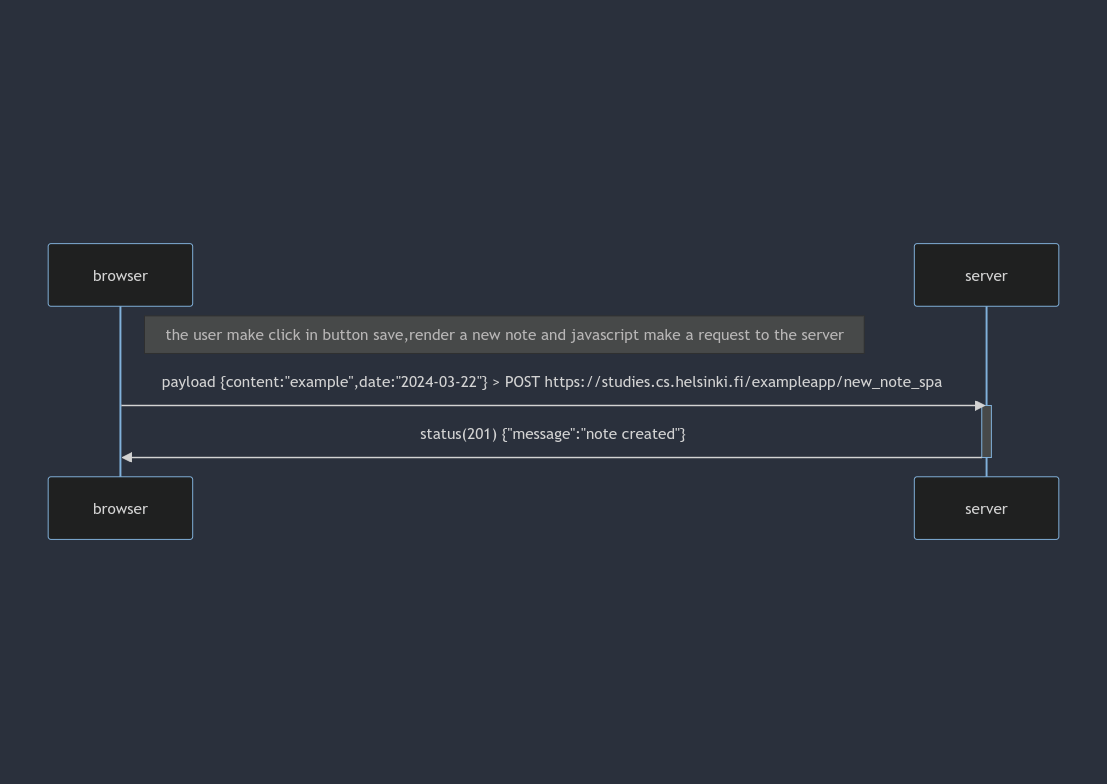 browser
server
the user make click in button save,render a new note and javascript make a request to the server
payload {content:"example",date:"2024-03-22"} > POST https://studies.cs.helsinki.fi/exampleapp/new_note_spa
status(201) {"message":"note created"}
browser
server